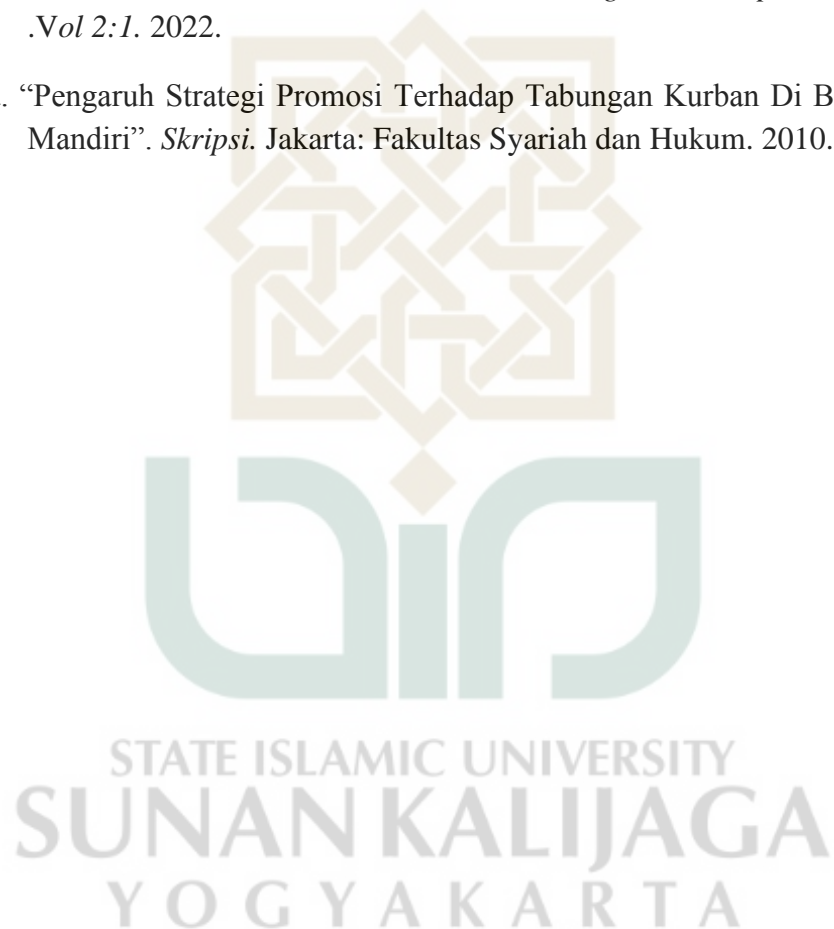 .Vol 2:1. 2022.
. “Pengaruh Strategi Promosi Terhadap Tabungan Kurban Di B
Mandiri”. Skripsi. Jakarta: Fakultas Syariah dan Hukum. 2010.
STATE ISLAMIC UNIVERSITY
SUNAN KALIJAGA
YOGYAKARTA